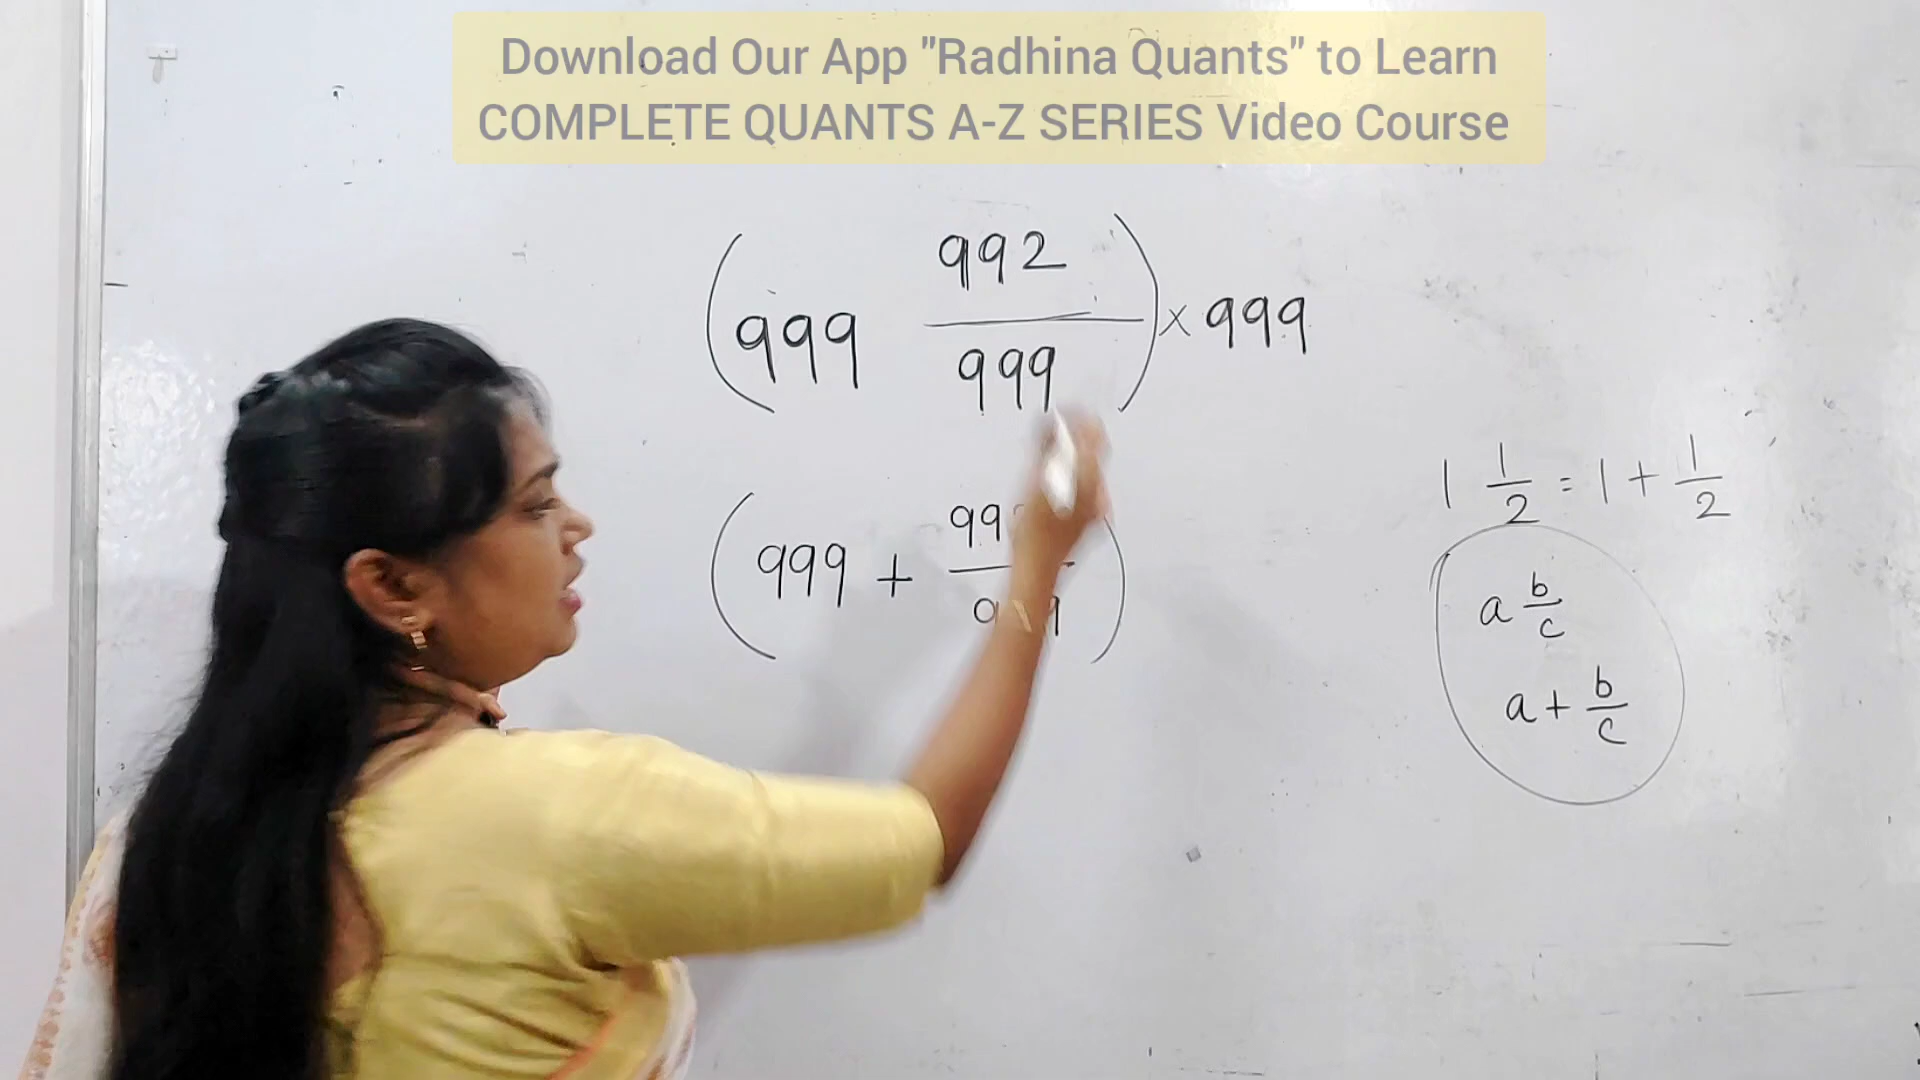 Download Our App "Radhina Quants" to Learn
COMPLETE QUANTS A-Z SERIES Video Course
(999 992/999) × 999
1 1/2 = 1 + 1/2
(999 + 99
a b/c
a + b/c